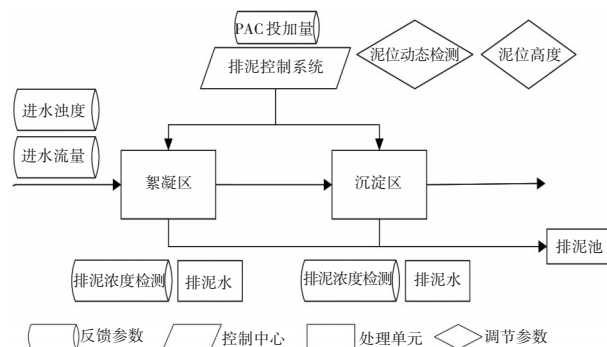 PAC投加量
排泥控制系统
泥位动态检测
泥位高度
进水浊度
进水流量
絮凝区
沉淀区
排泥池
排泥浓度检测
排泥水
排泥浓度检测
排泥水
反馈参数
控制中心
处理单元
调节参数